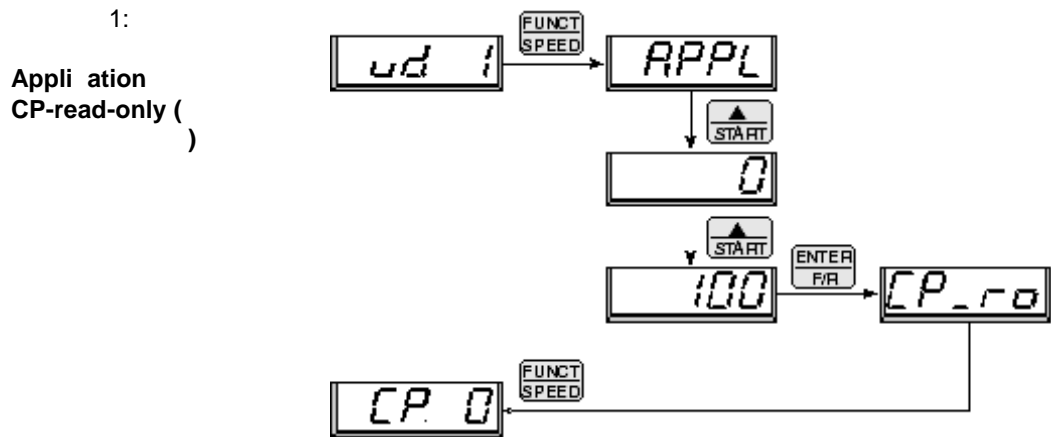 1:
FUNCT
SPEED
ud 1
APPL
Appli ation
CP-read-only (
)
START
0
START
100
ENTER
F/R
CP_ro
FUNCT
SPEED
CP. 0